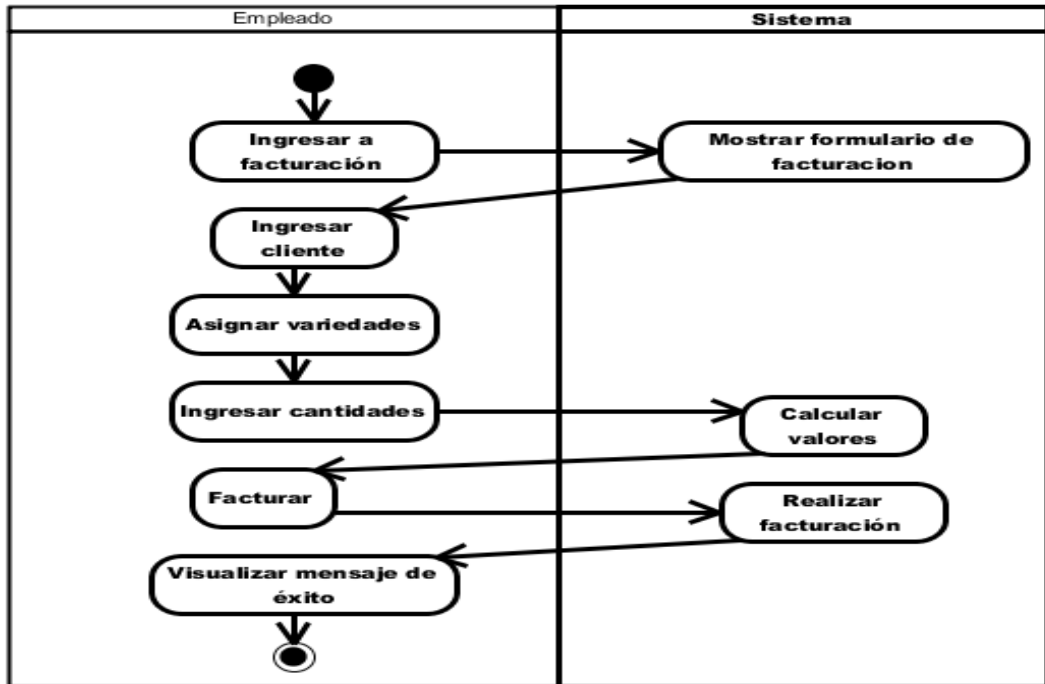 Empleado
Sistema
Ingresar a
facturación
Mostrar formulario de
facturacion
Ingresar
cliente
Asignar variedades
Ingresar cantidades
Calcular
valores
Facturar
Realizar
facturación
Visualizar mensaje de
éxito